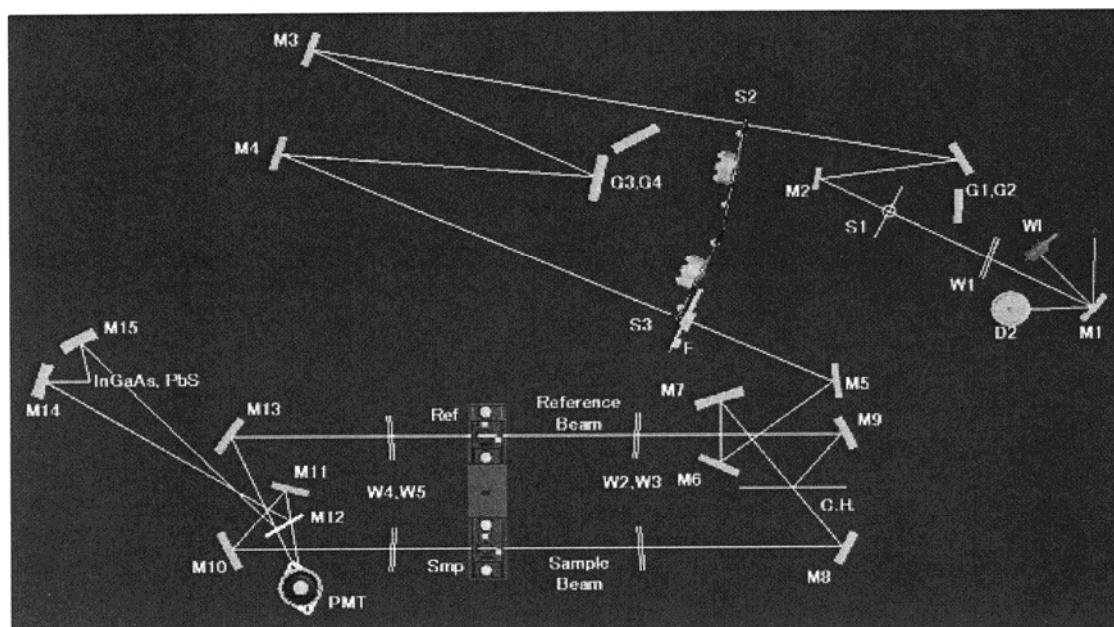 M3
S2
M4
G3,G4
M2
G1,G2
S1
WI
W1
D2
M1
S3
F
M15
InGaAs, PbS
M14
M13
Ref
Reference
Beam
M7
M5
M9
M11
W4,W5
W2,W3
M6
C.H.
M12
M10
Smp
Sample
Beam
M8
PMT